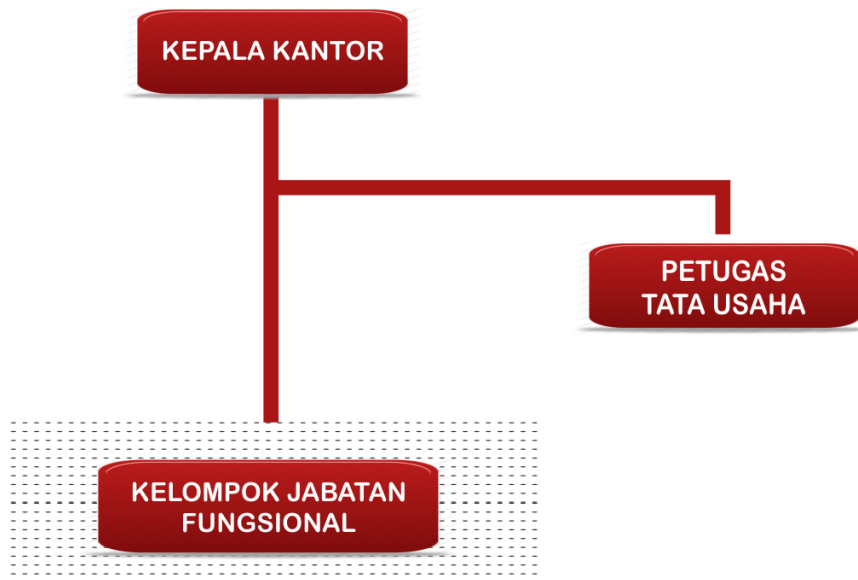 KEPALA KANTOR
PETUGAS
TATA USAHA
KELOMPOK JABATAN
FUNGSIONAL